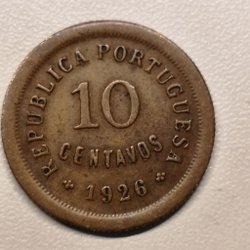 REPUBLICA PORTUGUESA
10
CENTAVOS
* 1926 *